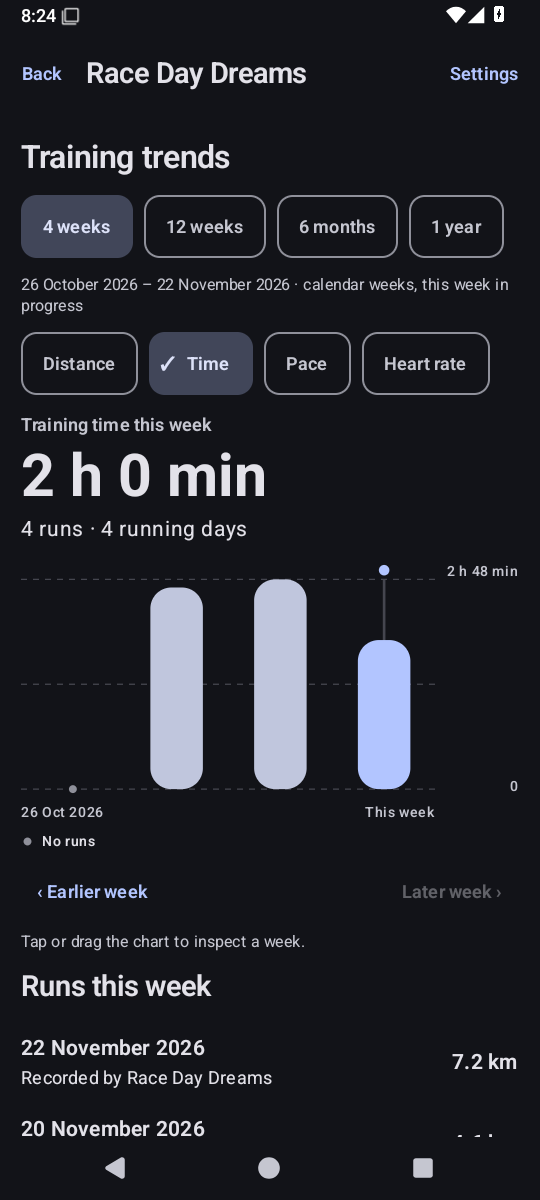 8:24
Back
Race Day Dreams
Settings
Training trends
4 weeks
12 weeks
6 months
1 year
26 October 2026 – 22 November 2026 · calendar weeks, this week in
progress
Distance
✓ Time
Pace
Heart rate
Training time this week
2 h 0 min
4 runs · 4 running days
2 h 48 min
0
26 Oct 2026
This week
No runs
‹ Earlier week
Later week ›
Tap or drag the chart to inspect a week.
Runs this week
22 November 2026
7.2 km
Recorded by Race Day Dreams
20 November 2026